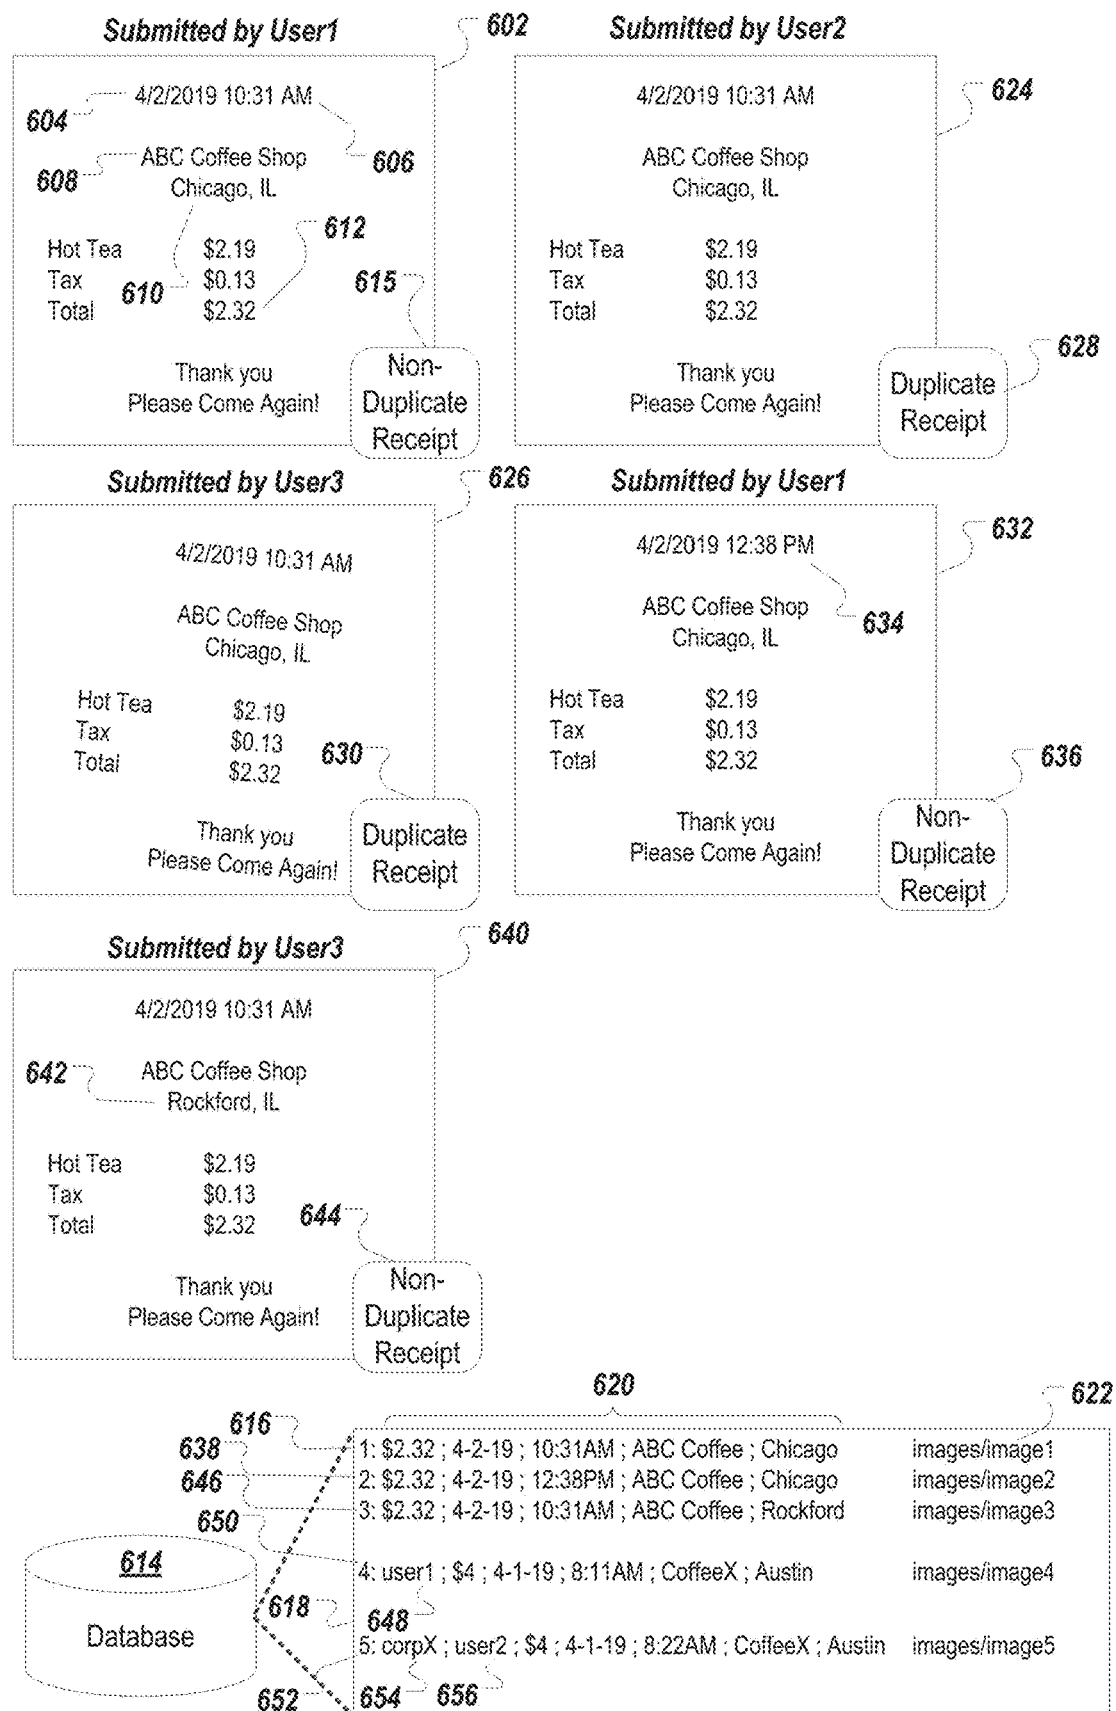 Submitted by User1
602
4/2/2019 10:31 AM
604
606
608
ABC Coffee Shop
Chicago, IL
612
Hot Tea $2.19
Tax $0.13
Total $2.32
610
615
Thank you
Please Come Again!
Non-
Duplicate
Receipt
Submitted by User2
624
4/2/2019 10:31 AM
ABC Coffee Shop
Chicago, IL
Hot Tea $2.19
Tax $0.13
Total $2.32
628
Thank you
Please Come Again!
Duplicate
Receipt
Submitted by User3
626
4/2/2019 10:31 AM
ABC Coffee Shop
Chicago, IL
Hot Tea $2.19
Tax $0.13
Total $2.32
630
Thank you
Please Come Again!
Duplicate
Receipt
Submitted by User1
632
4/2/2019 12:38 PM
634
ABC Coffee Shop
Chicago, IL
Hot Tea $2.19
Tax $0.13
Total $2.32
636
Thank you
Please Come Again!
Non-
Duplicate
Receipt
Submitted by User3
640
4/2/2019 10:31 AM
642
ABC Coffee Shop
Rockford, IL
Hot Tea $2.19
Tax $0.13
Total $2.32
644
Thank you
Please Come Again!
Non-
Duplicate
Receipt
620
622
616
638
646
650
1: $2.32 ; 4-2-19 ; 10:31AM ; ABC Coffee ; Chicago images/image1
2: $2.32 ; 4-2-19 ; 12:38PM ; ABC Coffee ; Chicago images/image2
3: $2.32 ; 4-2-19 ; 10:31AM ; ABC Coffee ; Rockford images/image3
4: user1 ; $4 ; 4-1-19 ; 8:11AM ; CoffeeX ; Austin images/image4
614
Database
618
648
5: corpX ; user2 ; $4 ; 4-1-19 ; 8:22AM ; CoffeeX ; Austin images/image5
652
654
656